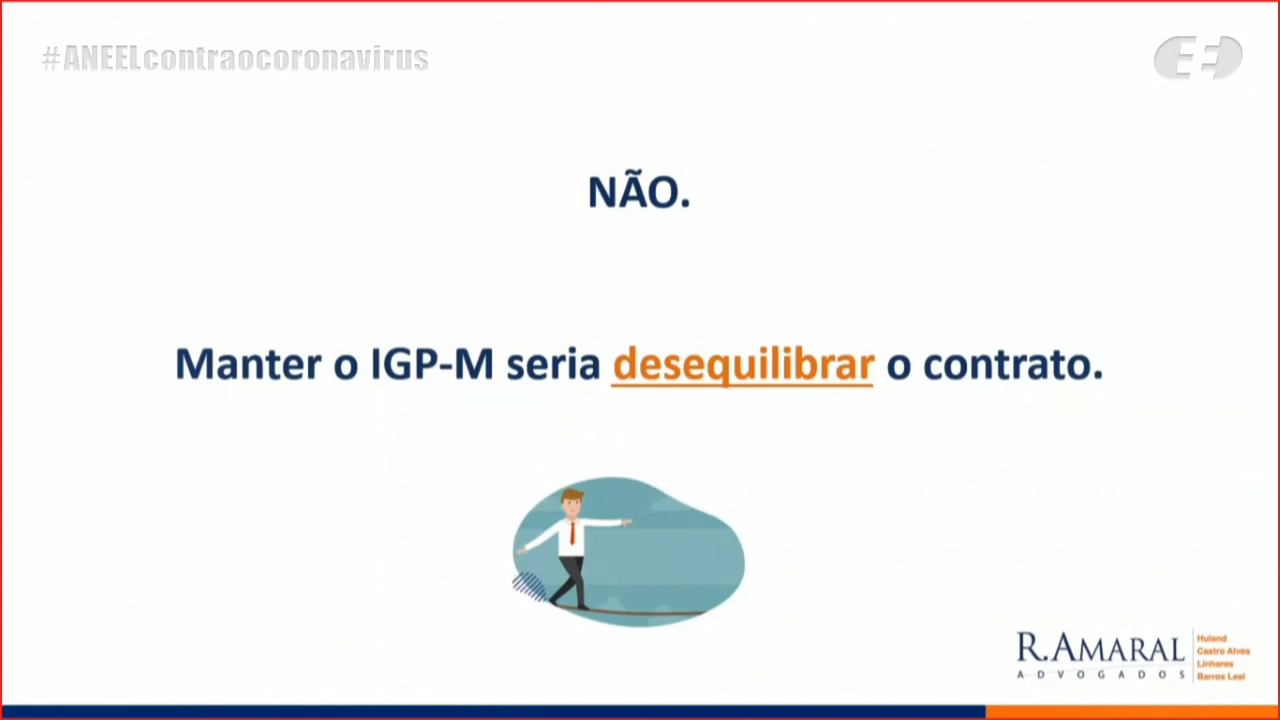 #ANEELcontraocoronavirus
NÃO.
Manter o IGP-M seria desequilibrar o contrato.
R.AMARAL
ADVOGADOS
Huland
Castro Alves
Linhares
Barros Leal